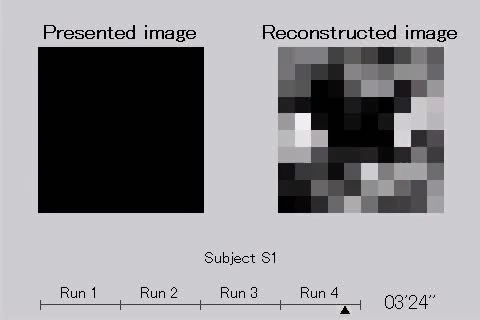 Presented image
Reconstructed image
Subject S1
Run 1
Run 2
Run 3
Run 4
03'24"